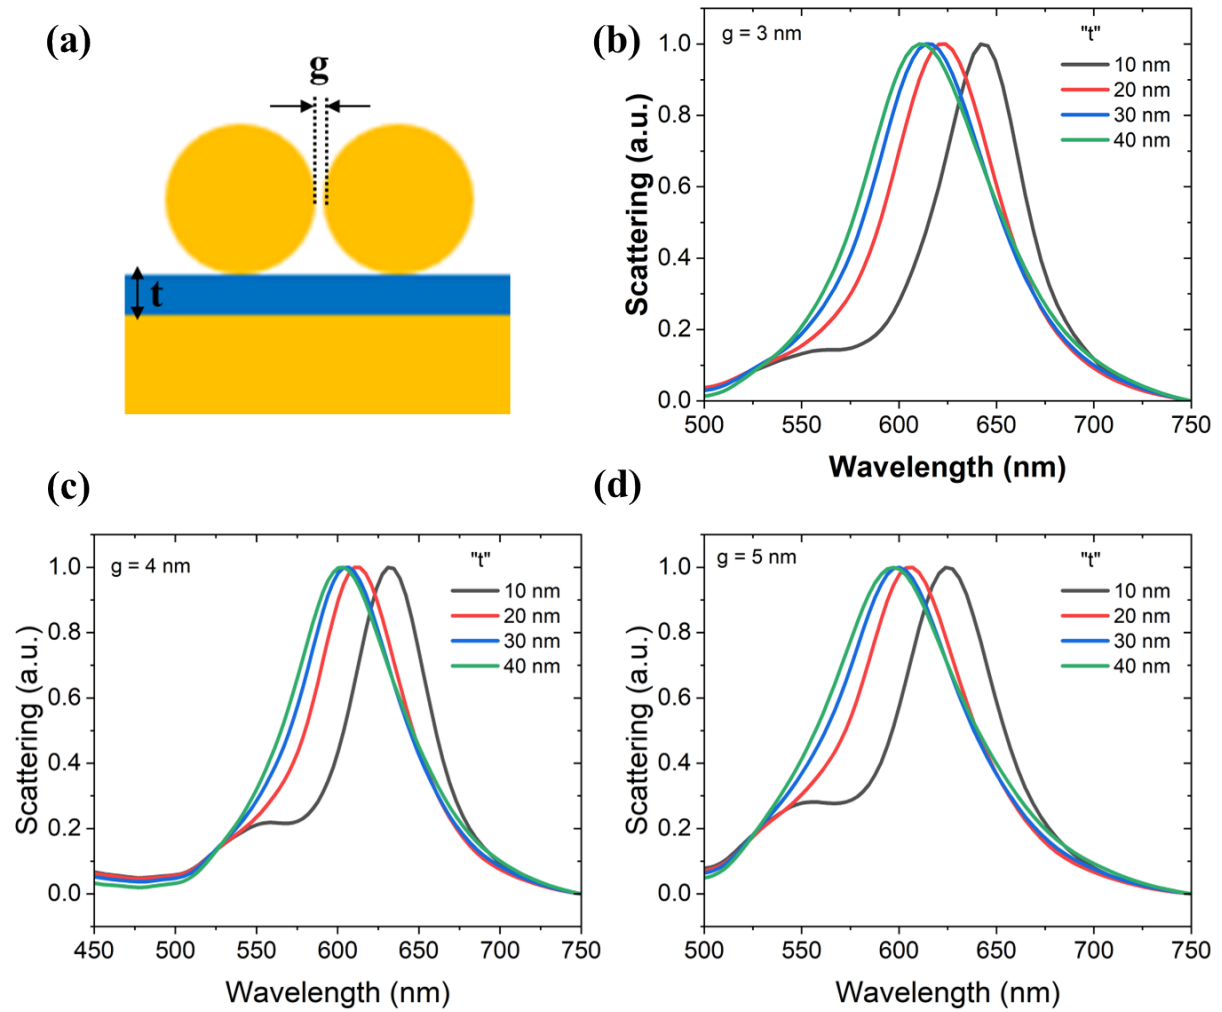 (a)
g
t
(b)
g = 3 nm
"t"
10 nm
20 nm
30 nm
40 nm
1.0
0.8
0.6
0.4
0.2
0.0
500
550
600
650
700
750
Scattering (a.u.)
Wavelength (nm)
(c)
g = 4 nm
"t"
10 nm
20 nm
30 nm
40 nm
1.0
0.8
0.6
0.4
0.2
0.0
450
500
550
600
650
700
750
Scattering (a.u.)
Wavelength (nm)
(d)
g = 5 nm
"t"
10 nm
20 nm
30 nm
40 nm
1.0
0.8
0.6
0.4
0.2
0.0
500
550
600
650
700
750
Scattering (a.u.)
Wavelength (nm)